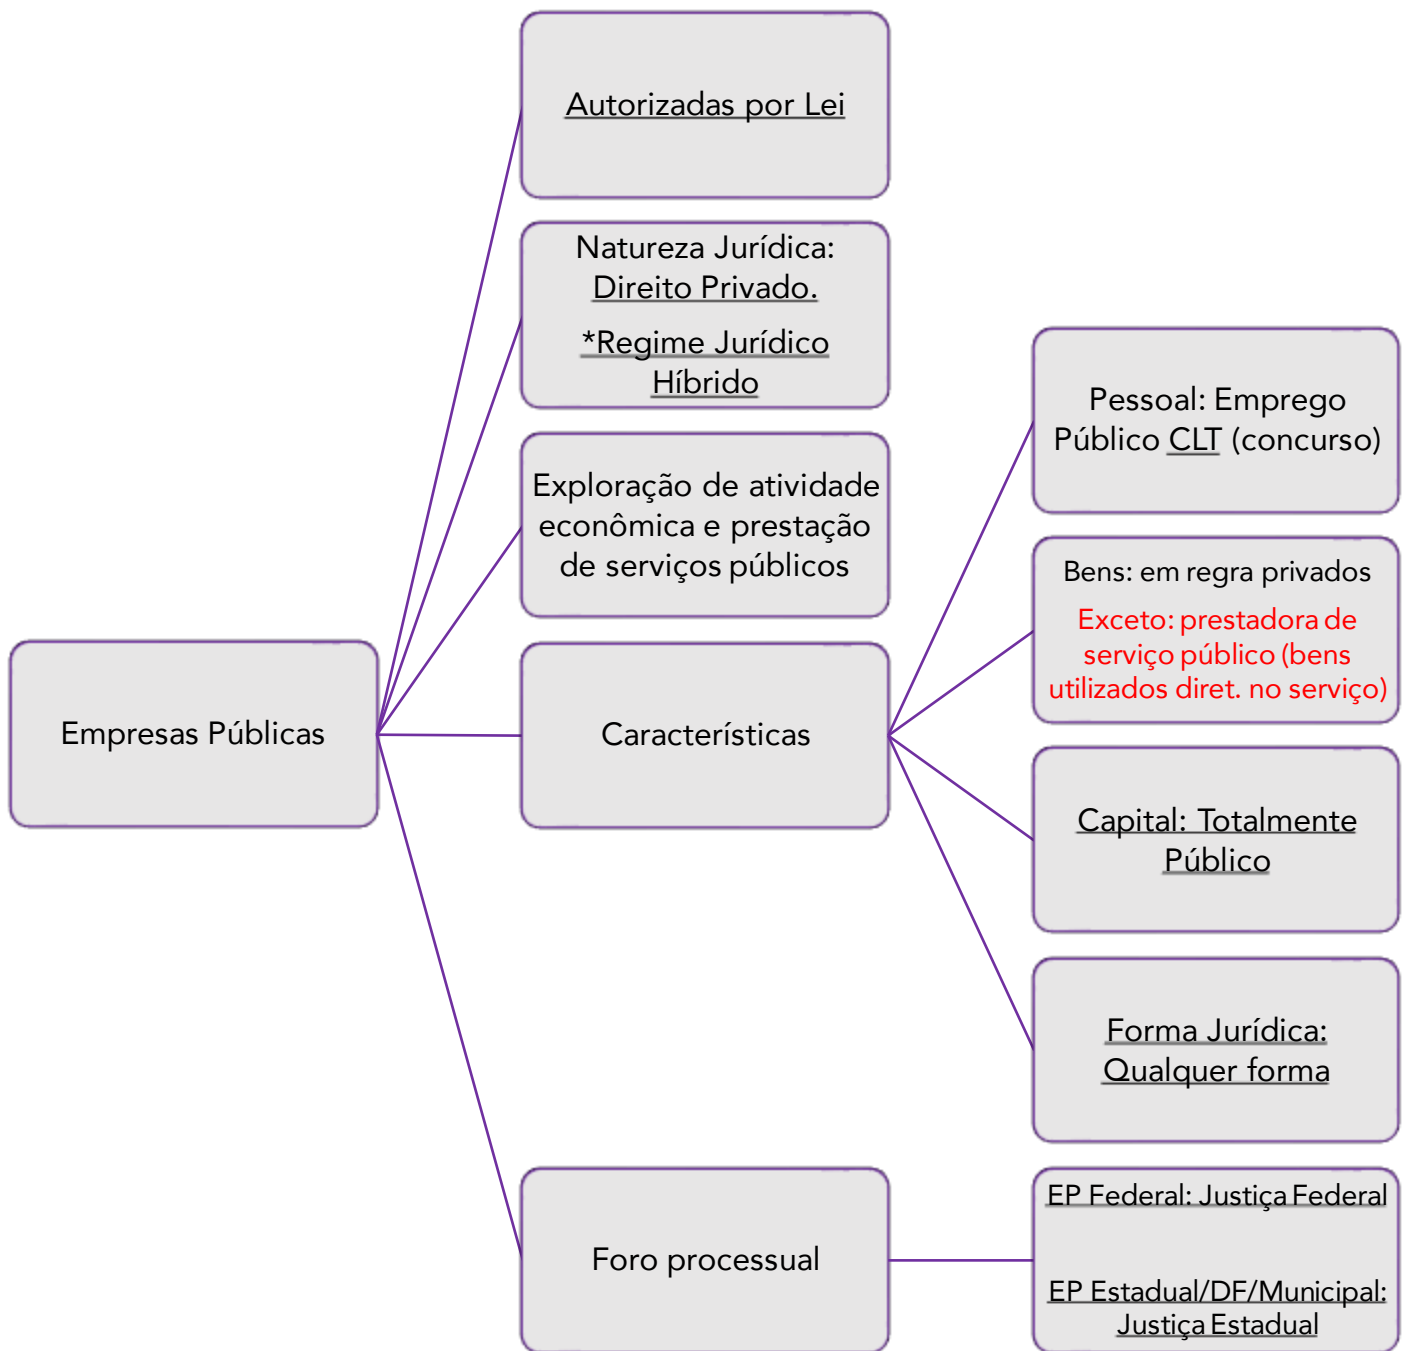 Autorizadas por Lei
Natureza Jurídica:
Direito Privado.
*Regime Jurídico
Híbrido
Exploração de atividade
econômica e prestação
de serviços públicos
Empresas Públicas
Características
Pessoal: Emprego
Público CLT (concurso)
Bens: em regra privados
Exceto: prestadora de
serviço público (bens
utilizados diret. no serviço)
Capital: Totalmente
Público
Forma Jurídica:
Qualquer forma
Foro processual
EP Federal: Justiça Federal
EP Estadual/DF/Municipal:
Justiça Estadual